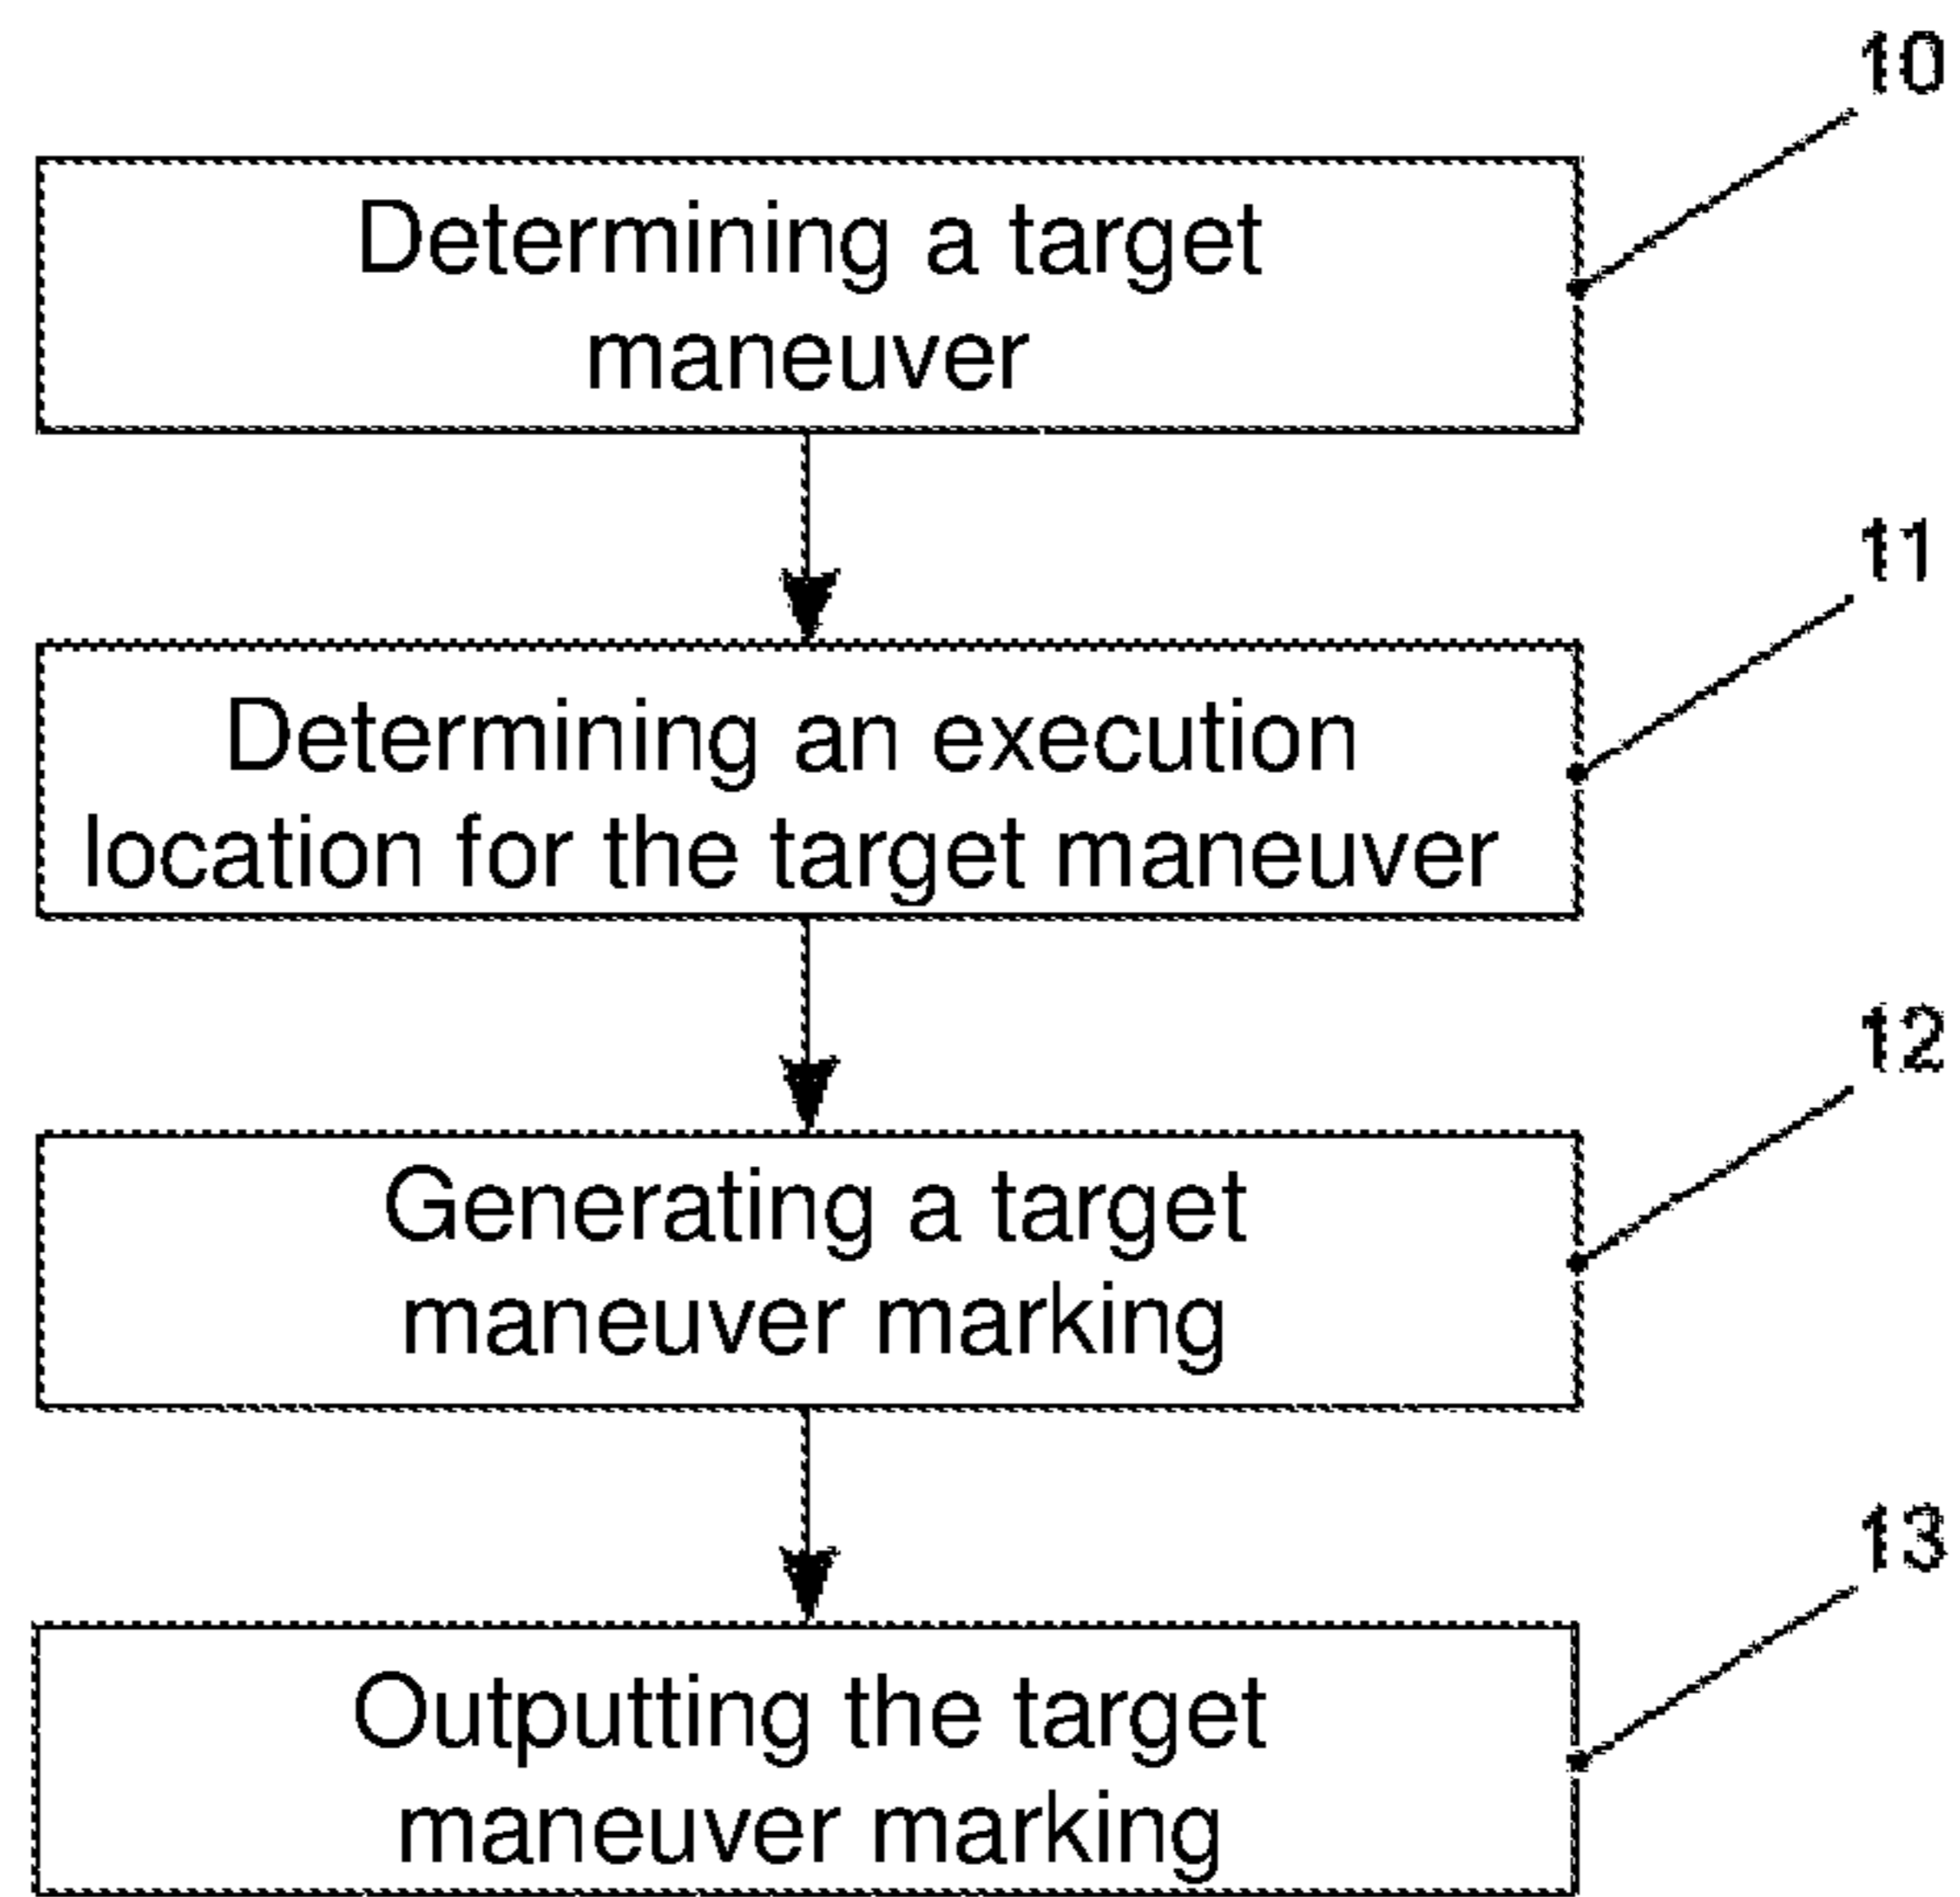 10
Determining a target
maneuver
11
Determining an execution
location for the target maneuver
12
Generating a target
maneuver marking
13
Outputting the target
maneuver marking